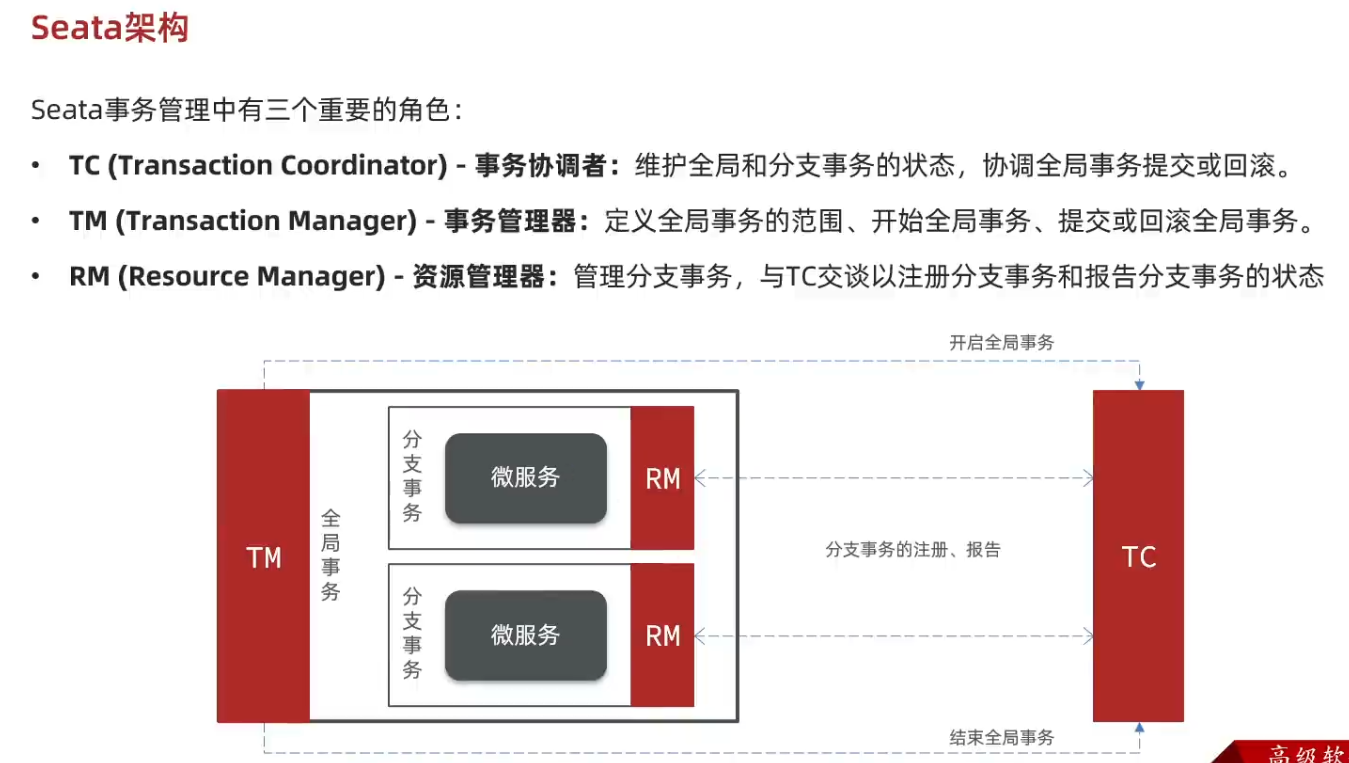 Seata架构
Seata事务管理中有三个重要的角色：
• TC (Transaction Coordinator) - 事务协调者：维护全局和分支事务的状态，协调全局事务提交或回滚。
• TM (Transaction Manager) - 事务管理器：定义全局事务的范围、开始全局事务、提交或回滚全局事务。
• RM (Resource Manager) - 资源管理器：管理分支事务，与TC交谈以注册分支事务和报告分支事务的状态
开启全局事务
TM
全局事务
分支事务
微服务
RM
分支事务
微服务
RM
分支事务的注册、报告
TC
结束全局事务
高级软